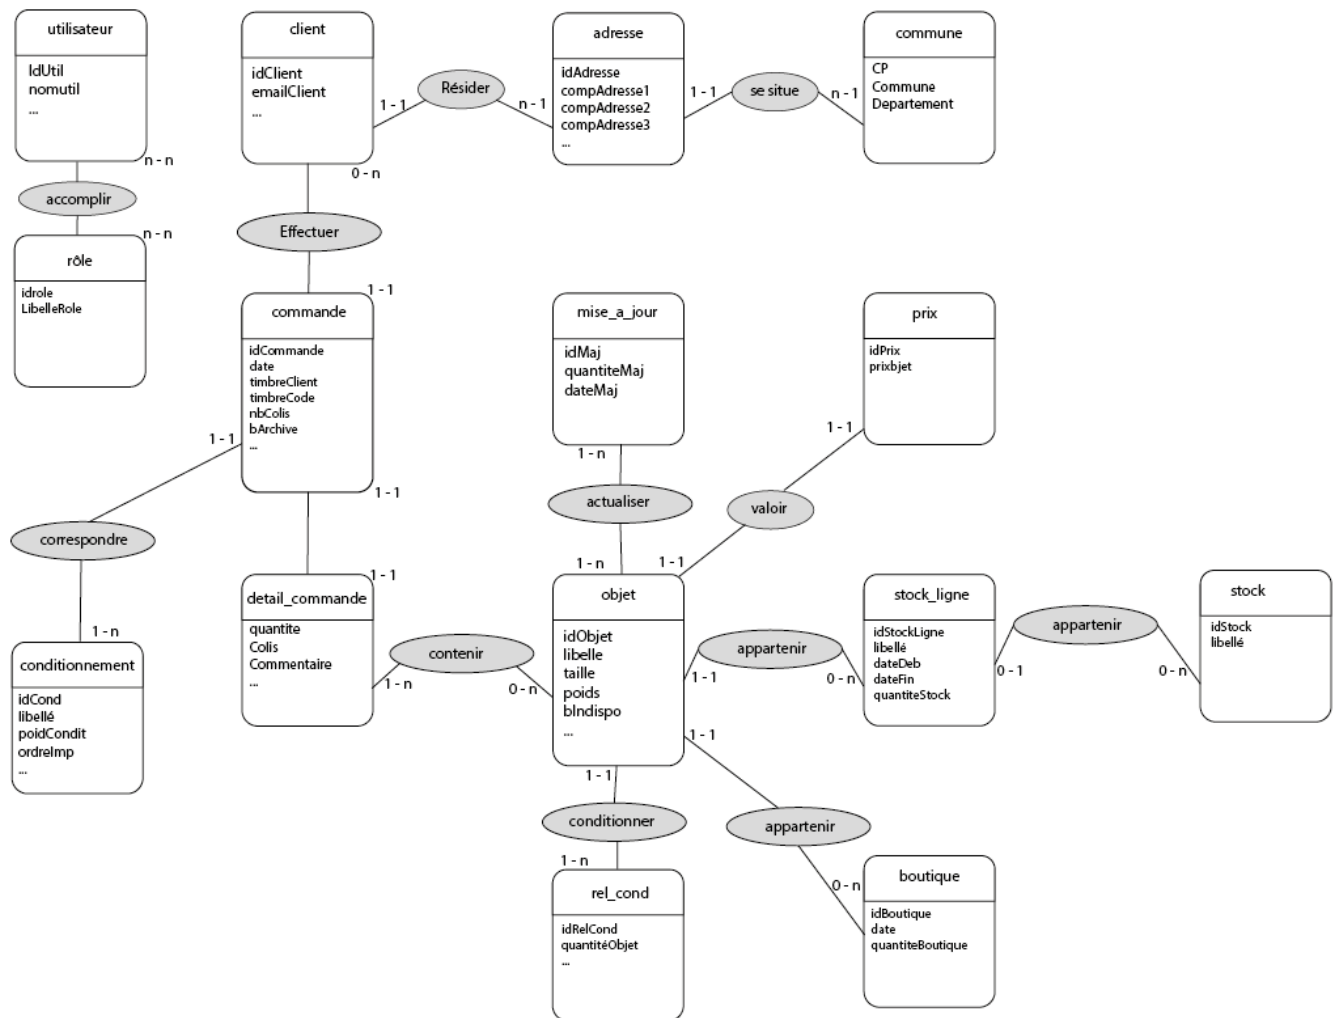 utilisateur
IdUtil
nomutil
...
n - n
accomplir
n - n
rôle
idrole
LibelleRole
client
idClient
emailClient
...
1 - 1
Résider
n - 1
adresse
idAdresse
compAdresse1
compAdresse2
compAdresse3
...
1 - 1
se situe
n - 1
commune
CP
Commune
Departement
0 - n
Effectuer
1 - 1
commande
idCommande
date
timbreClient
timbreCode
nbColis
bArchive
...
1 - 1
correspondre
1 - n
conditionnement
idCond
libellé
poidCondit
ordreImp
...
1 - 1
1 - 1
detail_commande
quantite
Colis
Commentaire
...
1 - n
contenir
0 - n
mise_a_jour
idMaj
quantiteMaj
dateMaj
1 - n
actualiser
1 - n
prix
idPrix
prixbjet
1 - 1
valoir
1 - 1
objet
idObjet
libelle
taille
poids
bIndispo
...
1 - 1
appartenir
0 - n
stock_ligne
idStockLigne
libellé
dateDeb
dateFin
quantiteStock
0 - 1
appartenir
0 - n
stock
idStock
libellé
1 - 1
conditionner
1 - n
rel_cond
idRelCond
quantitéObjet
...
1 - 1
appartenir
0 - n
boutique
idBoutique
date
quantiteBoutique